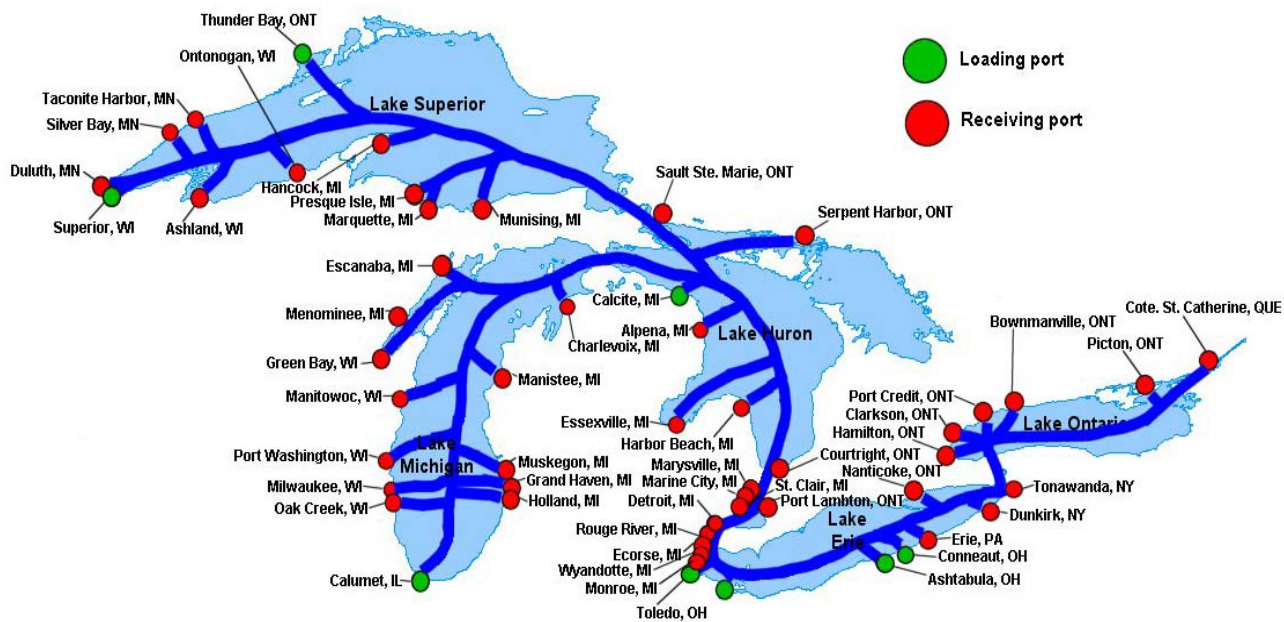 Thunder Bay, ONT
Ontonogan, WI
Loading port
Taconite Harbor, MN
Lake Superior
Silver Bay, MN
Receiving port
Duluth, MN
Hancock, MI
Sault Ste. Marie, ONT
Presque Isle, MI
Superior, WI
Ashland, WI
Marquette, MI
Munising, MI
Serpent Harbor, ONT
Escanaba, MI
Calcite, MI
Cote. St. Catherine, QUE
Menominee, MI
Bownmanville, ONT
Alpena, MI
Lake Huron
Charlevoix, MI
Picton, ONT
Green Bay, WI
Manistee, MI
Manitowoc, WI
Port Credit, ONT
Essexville, MI
Clarkson, ONT
Lake Ontario
Harbor Beach, MI
Hamilton, ONT
Lake
Michigan
Port Washington, WI
Muskegon, MI
Marysville, MI
Courtright, ONT
Nanticoke, ONT
Grand Haven, MI
Marine City, MI
St. Clair, MI
Milwaukee, WI
Holland, MI
Detroit, MI
Port Lambton, ONT
Tonawanda, NY
Oak Creek, WI
Dunkirk, NY
Lake
Erie
Rouge River, MI
Erie, PA
Ecorse, MI
Conneaut, OH
Wyandotte, MI
Calumet, IL
Ashtabula, OH
Monroe, MI
Toledo, OH